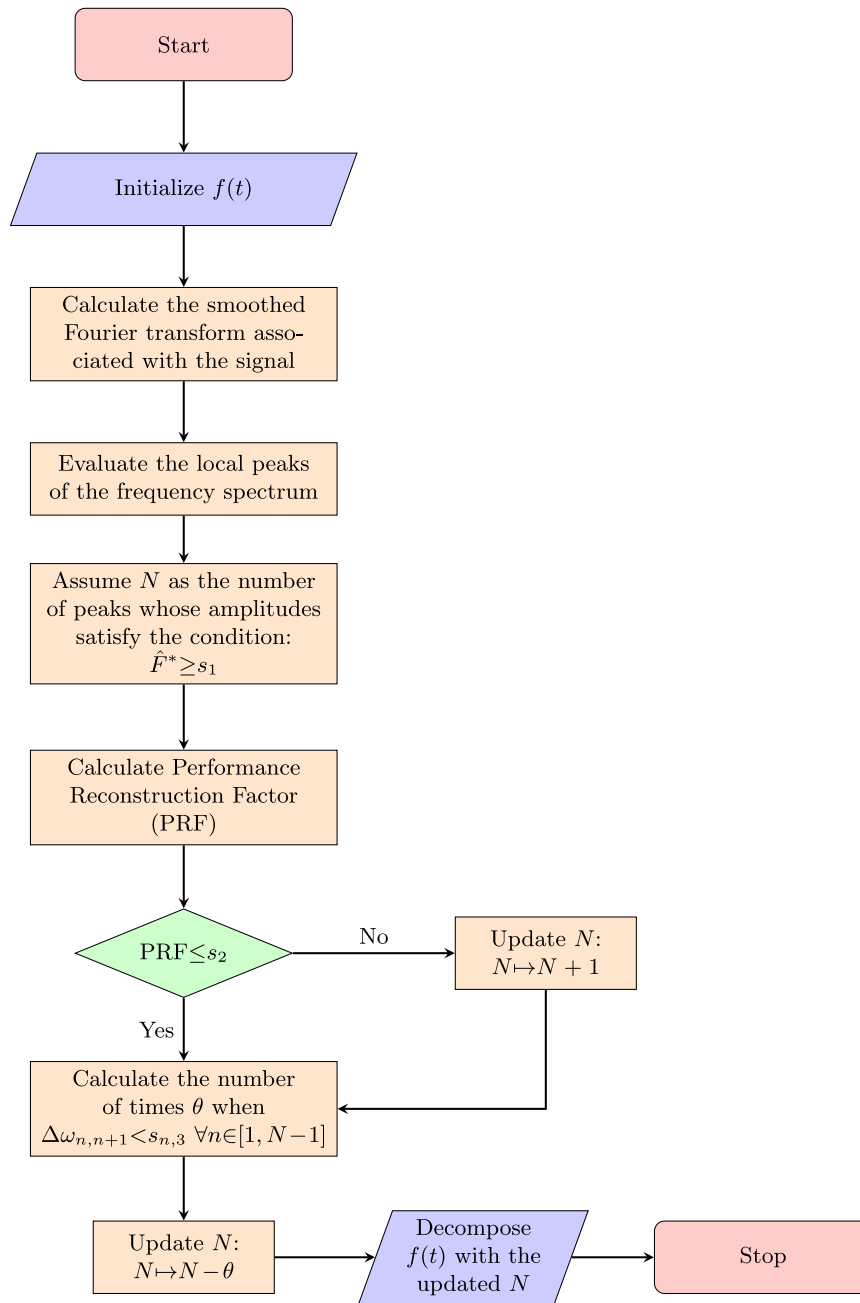 Start
Initialize f(t)
Calculate the smoothed
Fourier transform asso-
ciated with the signal
Evaluate the local peaks
of the frequency spectrum
Assume N as the number
of peaks whose amplitudes
satisfy the condition:
F̂* ≥ s₁
Calculate Performance
Reconstruction Factor
(PRF)
PRF≤s₂
No
Update N:
N↦N + 1
Yes
Calculate the number
of times θ when
Δωₙ,ₙ₊₁<sₙ,₃ ∀n∈[1, N−1]
Update N:
N↦N−θ
Decompose
f(t) with the
updated N
Stop